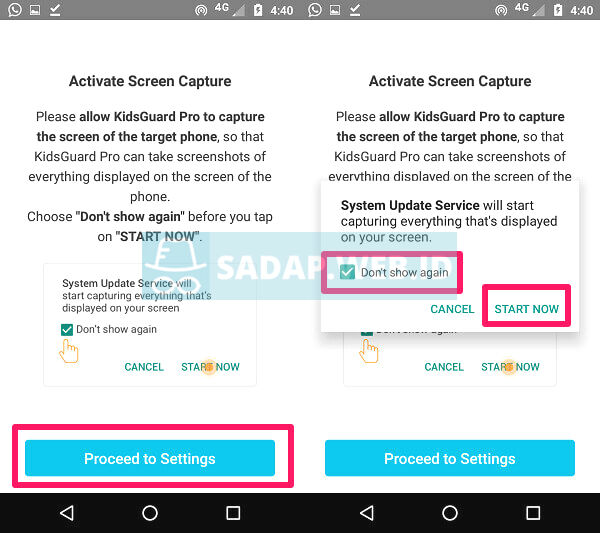 4G 4:40
Activate Screen Capture
Please allow KidsGuard Pro to capture
the screen of the target phone, so that
KidsGuard Pro can take screenshots of
everything displayed on the screen of the
phone.
Choose "Don't show again" before you tap
on "START NOW".
System Update Service will
start capturing everything that's
displayed on your screen
Don't show again
CANCEL START NOW
Proceed to Settings
4G 4:40
Activate Screen Capture
Please allow KidsGuard Pro to capture
the screen of the target phone, so that
KidsGuard Pro can take screenshots of
everything displayed on the screen of the
System Update Service will start
capturing everything that's displayed
on your screen.
Don't show again
CANCEL START NOW
Don't show again
CANCEL START NOW
Proceed to Settings
SADAP.WEB.ID